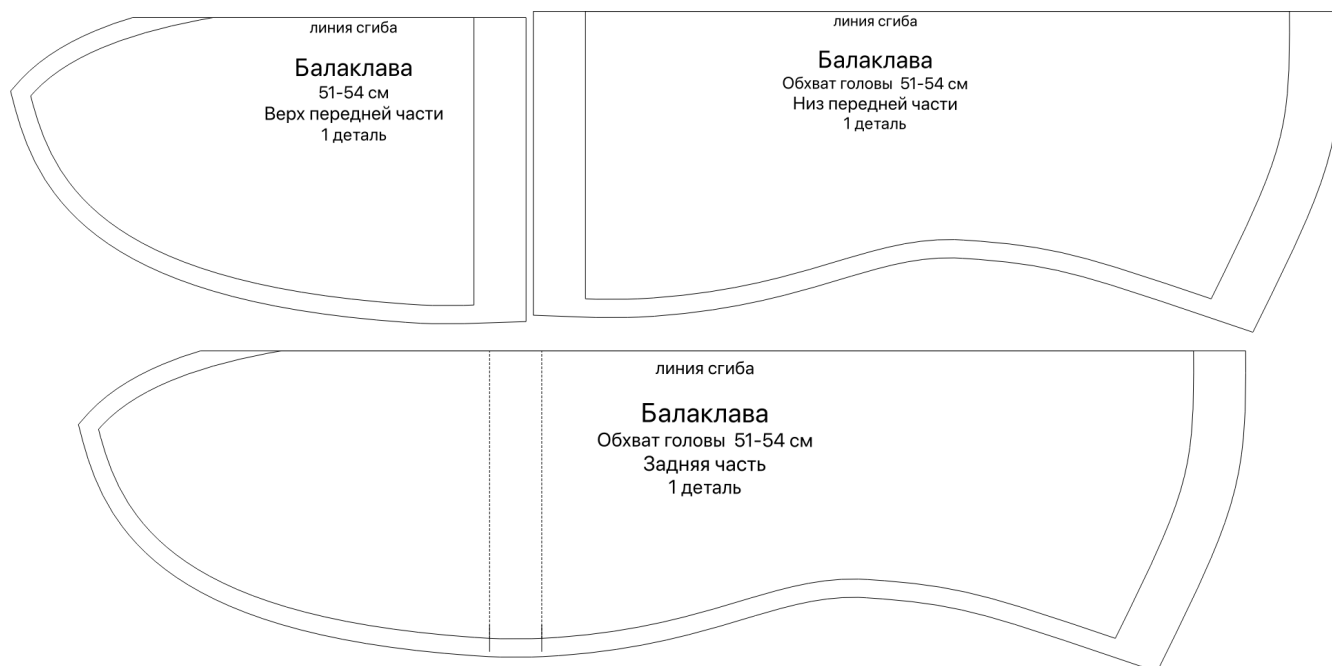 линия сгиба
Балаклава
51-54 см
Верх передней части
1 деталь
линия сгиба
Балаклава
Обхват головы 51-54 см
Низ передней части
1 деталь
линия сгиба
Балаклава
Обхват головы 51-54 см
Задняя часть
1 деталь